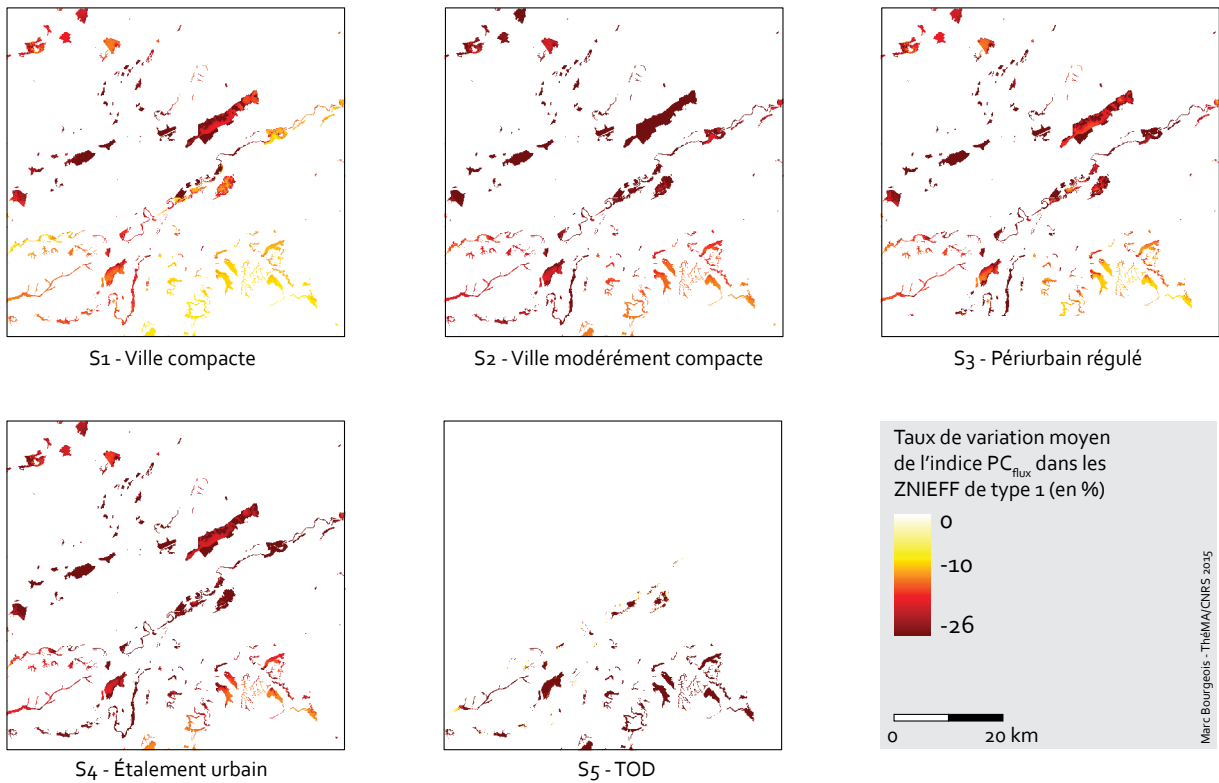 S1 - Ville compacte
S2 - Ville modérément compacte
S3 - Périurbain régulé
S4 - Étalement urbain
S5 - TOD
Taux de variation moyen
de l'indice PCflux dans les
ZNIEFF de type 1 (en %)
0
-10
-26
0 20 km
Marc Bourgeois - ThéMA/CNRS 2015